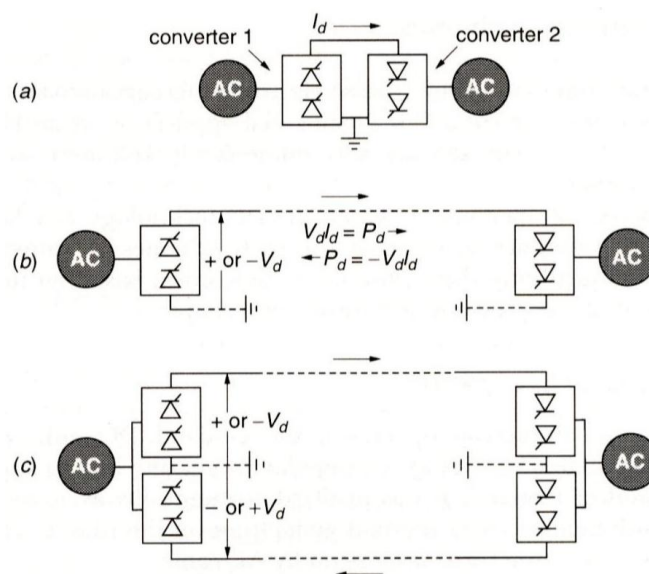 I_d
converter 1
converter 2
(a)
AC
AC
V_dI_d = P_d→
(b)
AC
+ or −V_d
←P_d = −V_dI_d
AC
+ or −V_d
(c)
AC
AC
− or +V_d